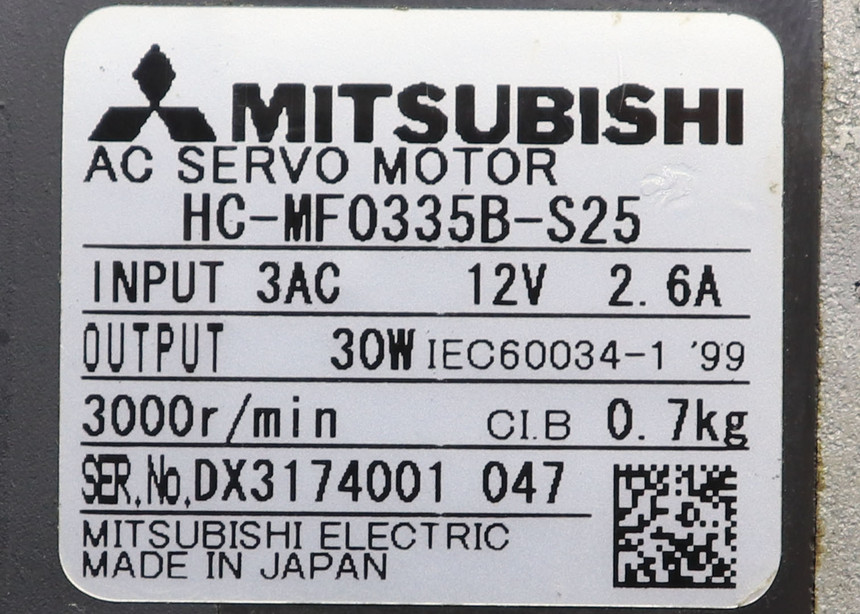 MITSUBISHI
AC SERVO MOTOR
HC-MF0335B-S25
INPUT 3AC 12V 2.6A
OUTPUT 30W IEC60034-1 '99
3000r/min CI.B 0.7kg
SER.No.DX3174001 047
MITSUBISHI ELECTRIC
MADE IN JAPAN